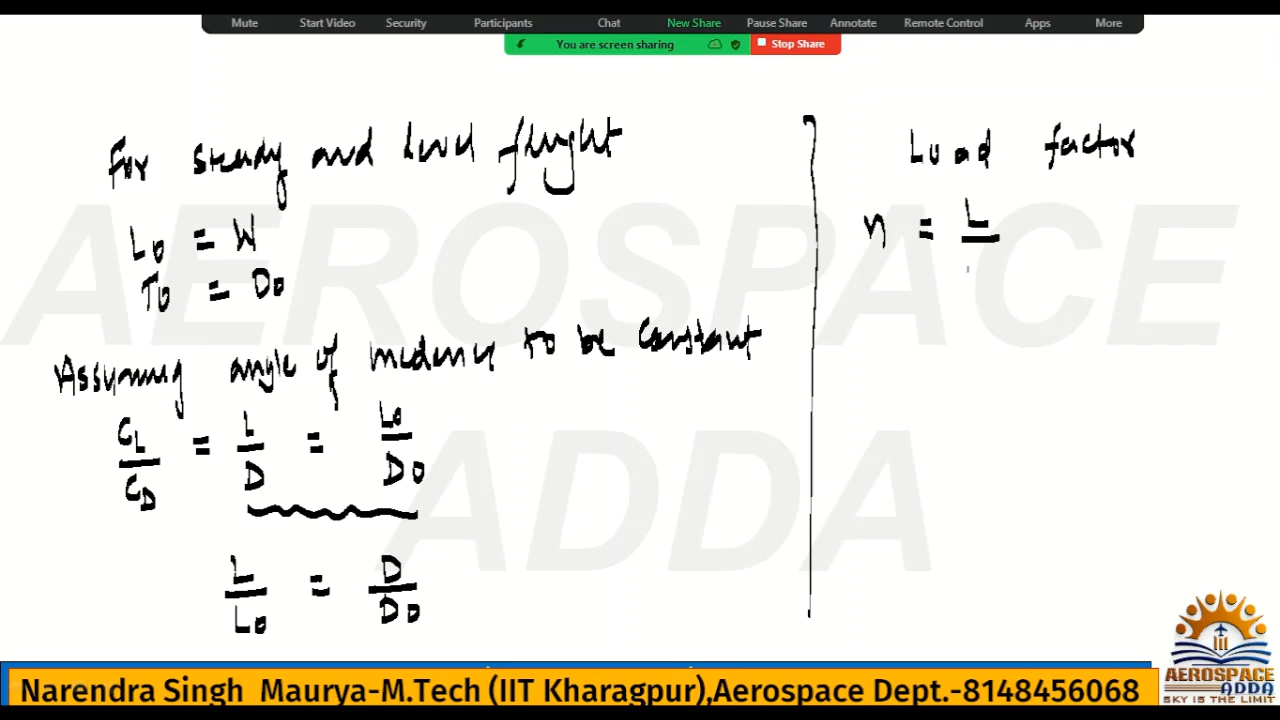 Mute Start Video Security Participants Chat New Share Pause Share Annotate Remote Control Apps More
You are screen sharing Stop Share
For steady and level flight
L0 = W
T0 = D0
Assuming angle of incidence to be constant
CL/CD = L/D = L0/D0
L/L0 = D/D0
Load factor
n = L
AEROSPACE
ADDA
Narendra Singh Maurya-M.Tech (IIT Kharagpur),Aerospace Dept.-8148456068
AEROSPACE
ADDA
SKY IS THE LIMIT